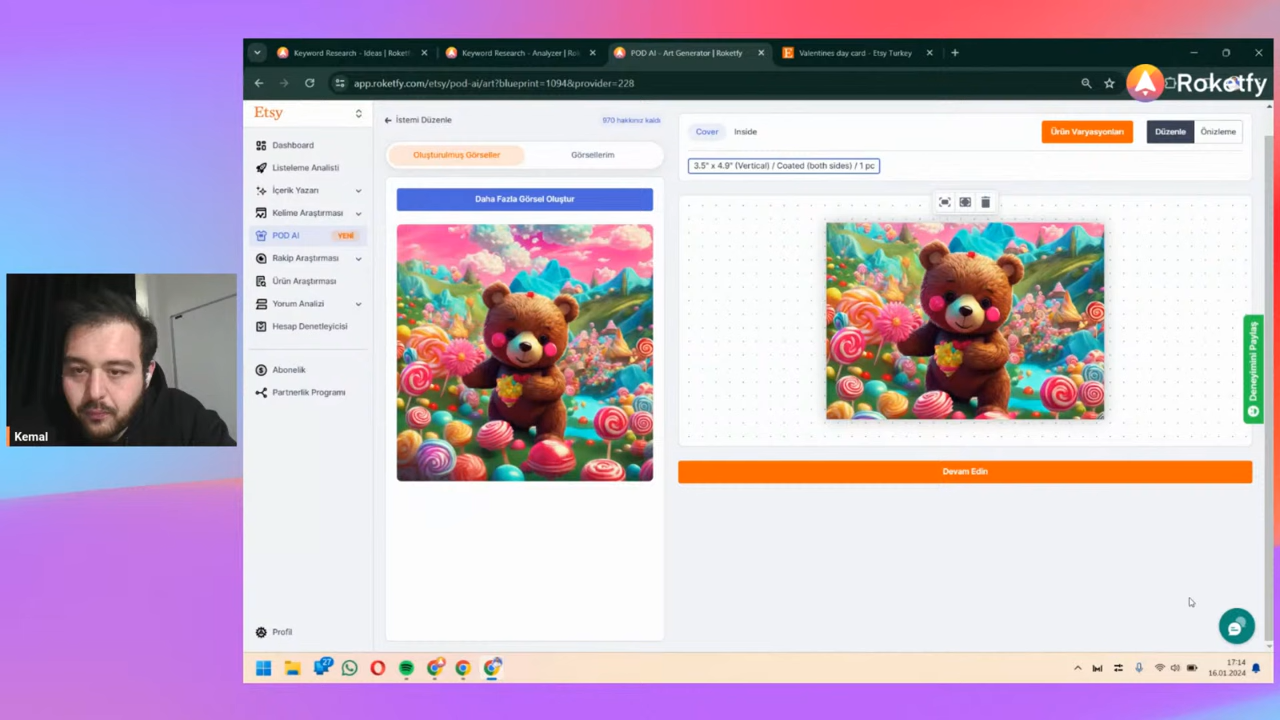 Keyword Research - Ideas | Roketf
Keyword Research - Analyzer | Rok
POD AI - Art Generator | Roketfy
Valentines day card - Etsy Turkey
app.roketfy.com/etsy/pod-ai/art?blueprint=1094&provider=228
Roketfy
Etsy
Dashboard
Listeleme Analisti
İçerik Yazarı
Kelime Araştırması
POD AI
YENİ
Rakip Araştırması
Ürün Araştırması
Yorum Analizi
Hesap Denetleyicisi
Abonelik
Partnerlik Programı
Profil
İstemi Düzenle
970 hakkınız kaldı
Oluşturulmuş Görseller
Görsellerim
Daha Fazla Görsel Oluştur
Cover
Inside
Ürün Varyasyonları
Düzenle
Önizleme
3.5" x 4.9" (Vertical) / Coated (both sides) / 1 pc
Devam Edin
Deneyimini Paylaş
Kemal
27
17:14
16.01.2024